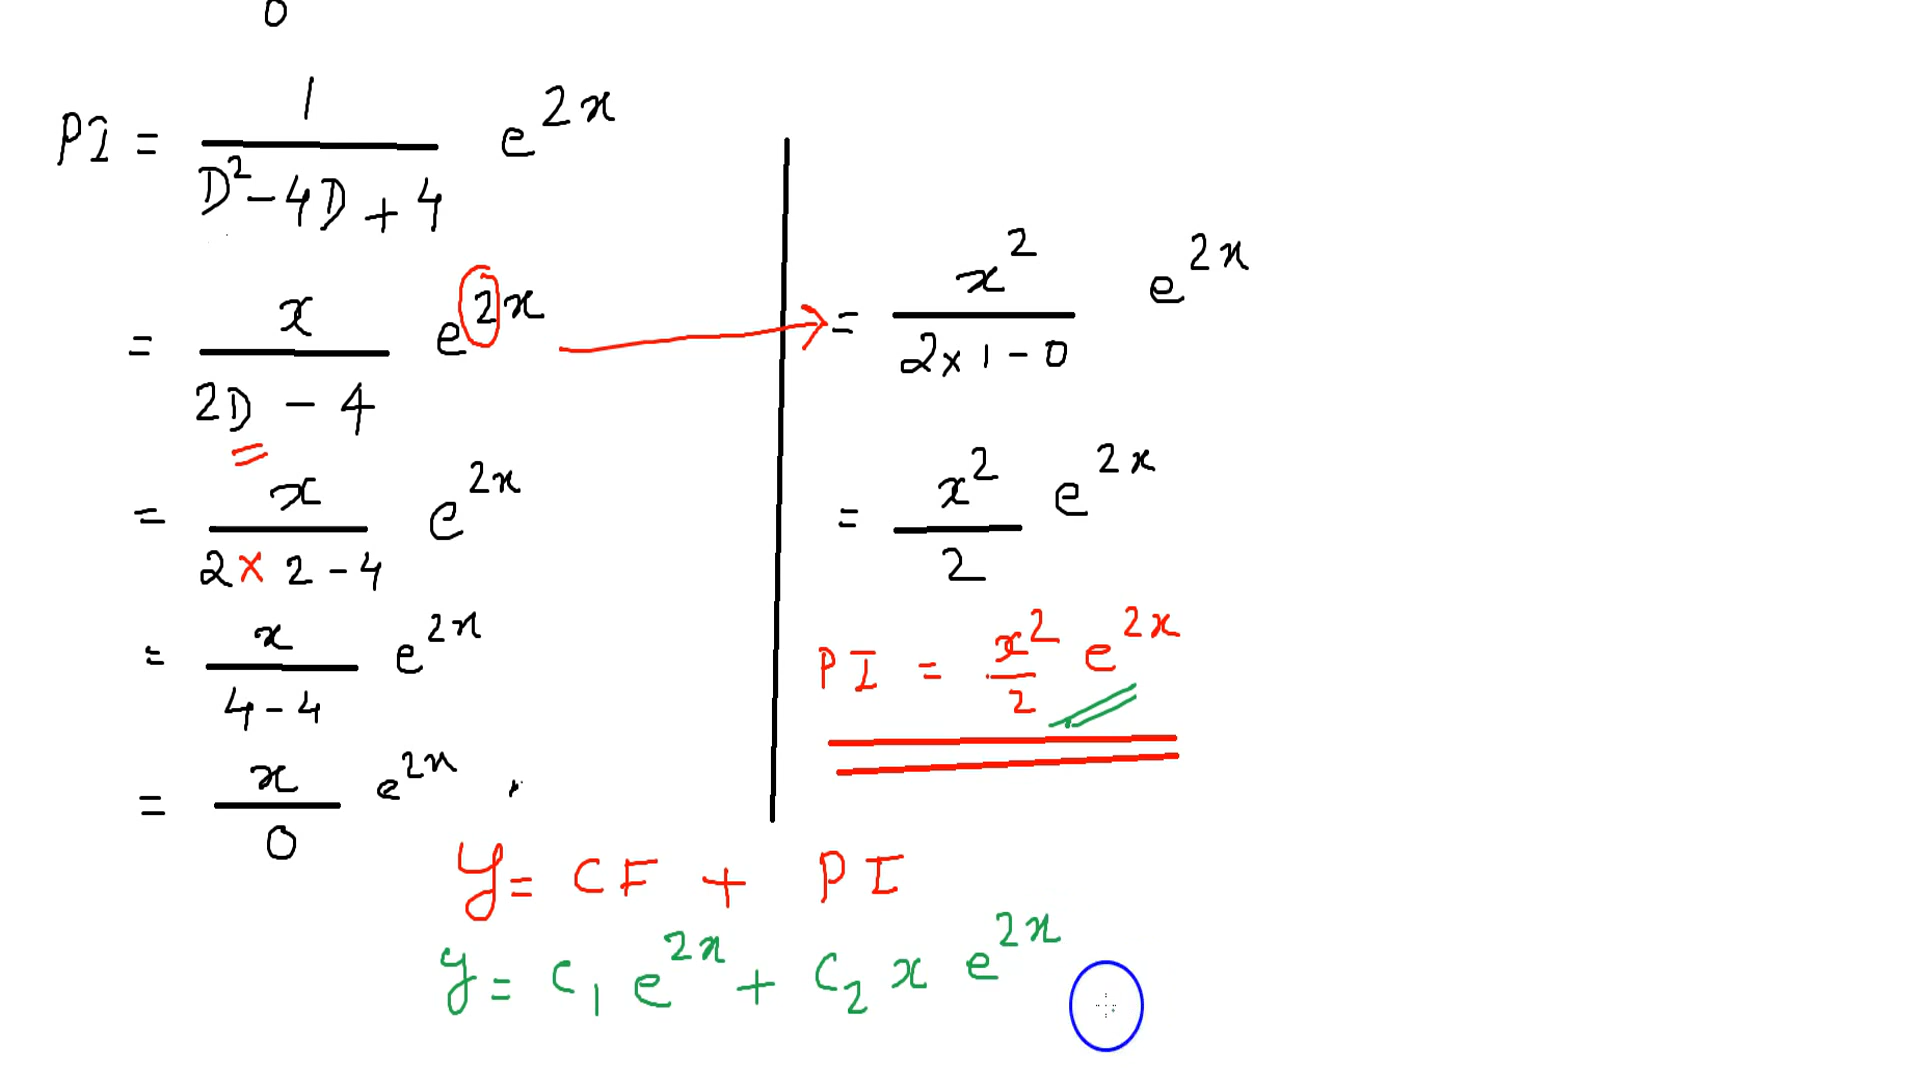 0
PI = 1 / (D² - 4D + 4) e^2x
= x / (2D - 4) e^2x
= x / (2 × 2 - 4) e^2x
= x / (4 - 4) e^2x
= x / 0 e^2x
= x² / (2 × 1 - 0) e^2x
= x² / 2 e^2x
PI = x² / 2 e^2x
y = CF + PI
y = C₁ e^2x + C₂ x e^2x